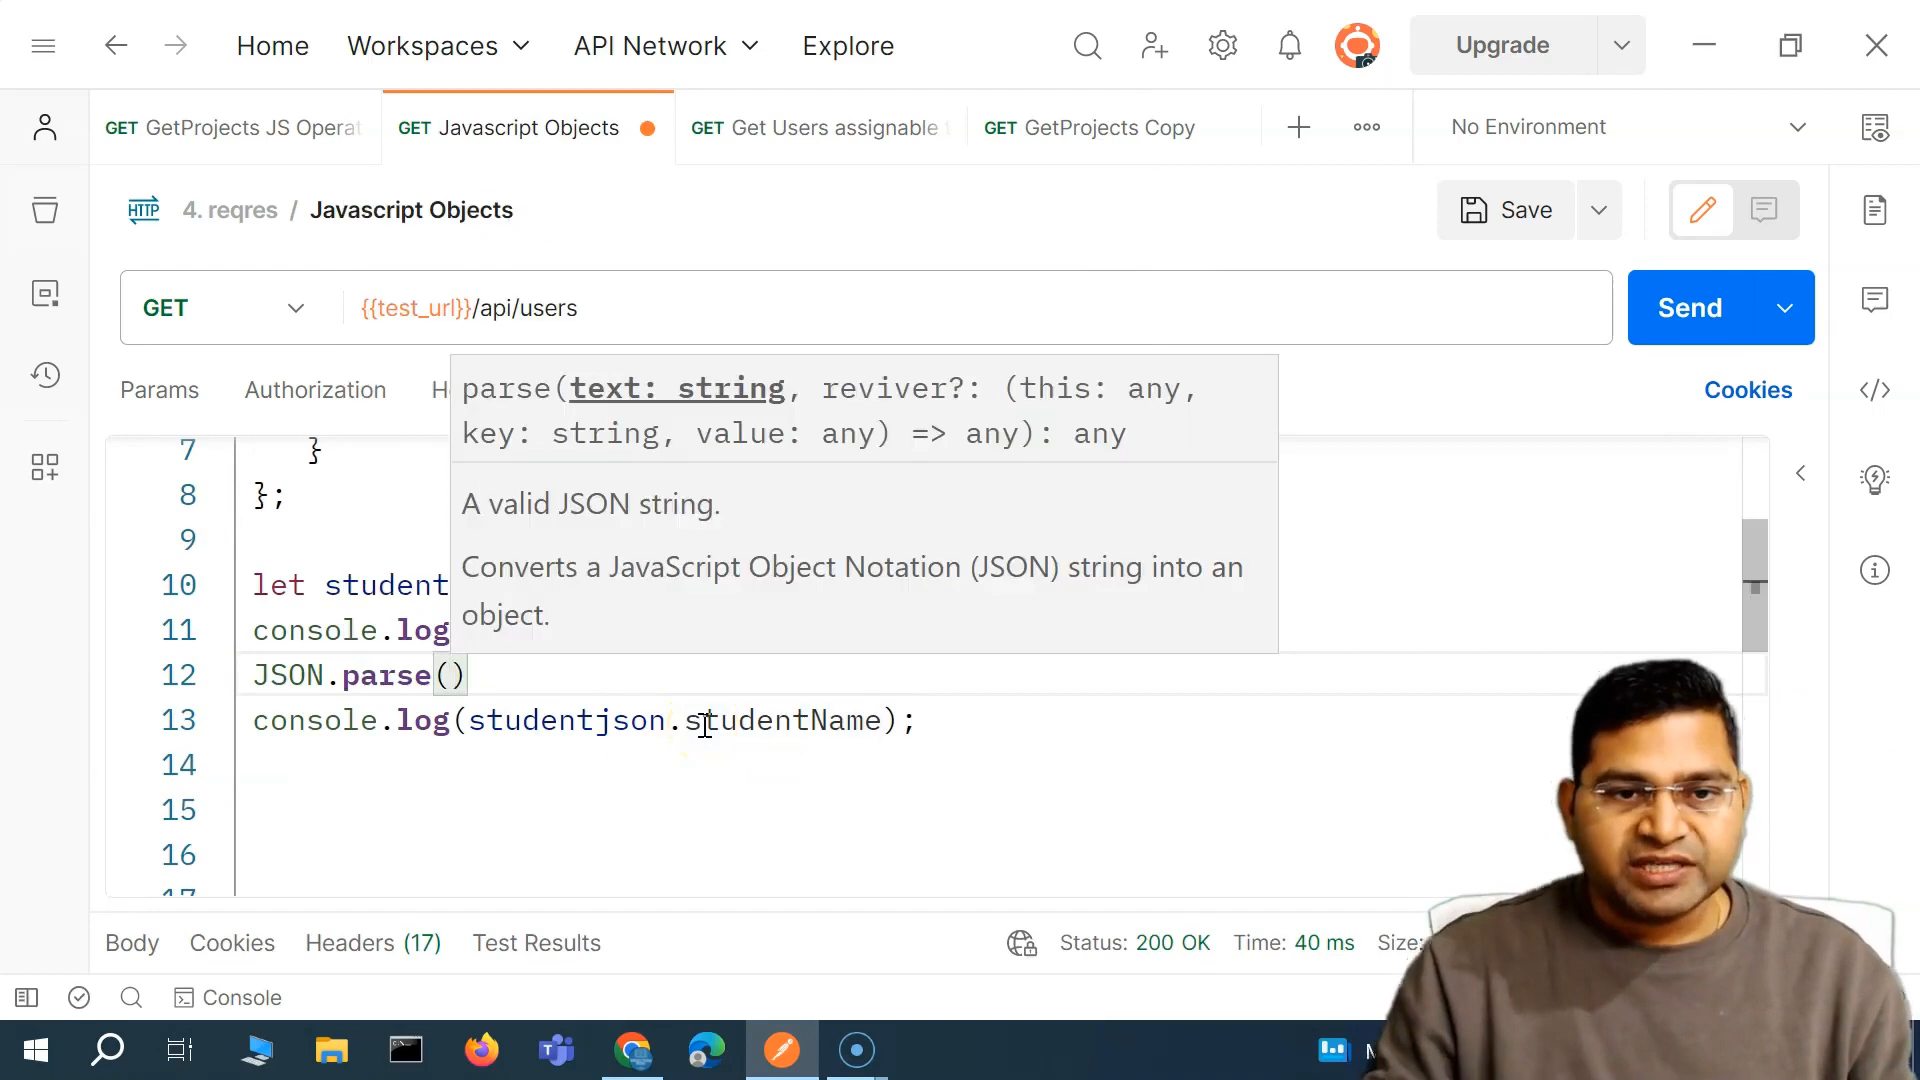 Home Workspaces API Network Explore Upgrade
GET GetProjects JS Operat GET Javascript Objects GET Get Users assignable GET GetProjects Copy No Environment
HTTP 4. reqres / Javascript Objects Save
GET {{test_url}}/api/users Send
Params Authorization Cookies
parse(text: string, reviver?: (this: any,
key: string, value: any) => any): any
A valid JSON string.
Converts a JavaScript Object Notation (JSON) string into an
object.
7 }
8 };
9
10 let student
11 console.log
12 JSON.parse()
13 console.log(studentjson.studentName);
14
15
16
17
Body Cookies Headers (17) Test Results Status: 200 OK Time: 40 ms Size:
Console